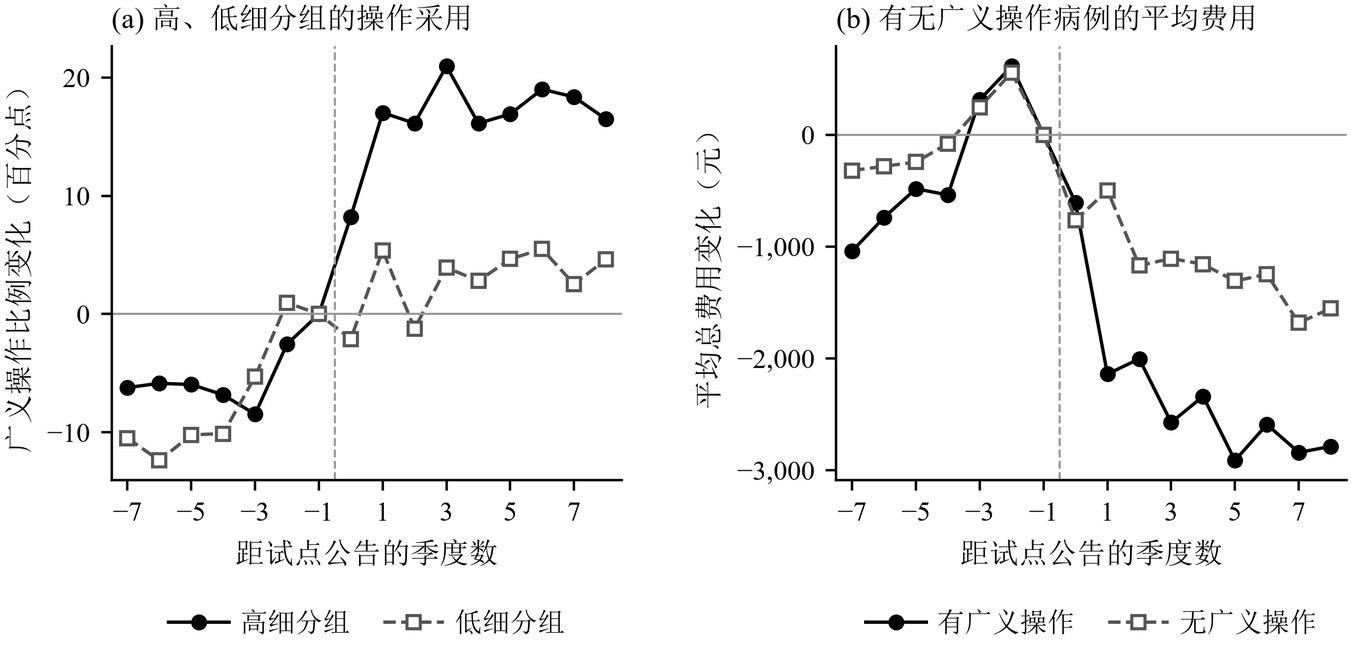 (a) 高、低细分组的操作采用
广义操作比例变化（百分点）
20
10
0
−10
−7
−5
−3
−1
1
3
5
7
距试点公告的季度数
高细分组
低细分组
(b) 有无广义操作病例的平均费用
平均总费用变化（元）
0
−1,000
−2,000
−3,000
−7
−5
−3
−1
1
3
5
7
距试点公告的季度数
有广义操作
无广义操作